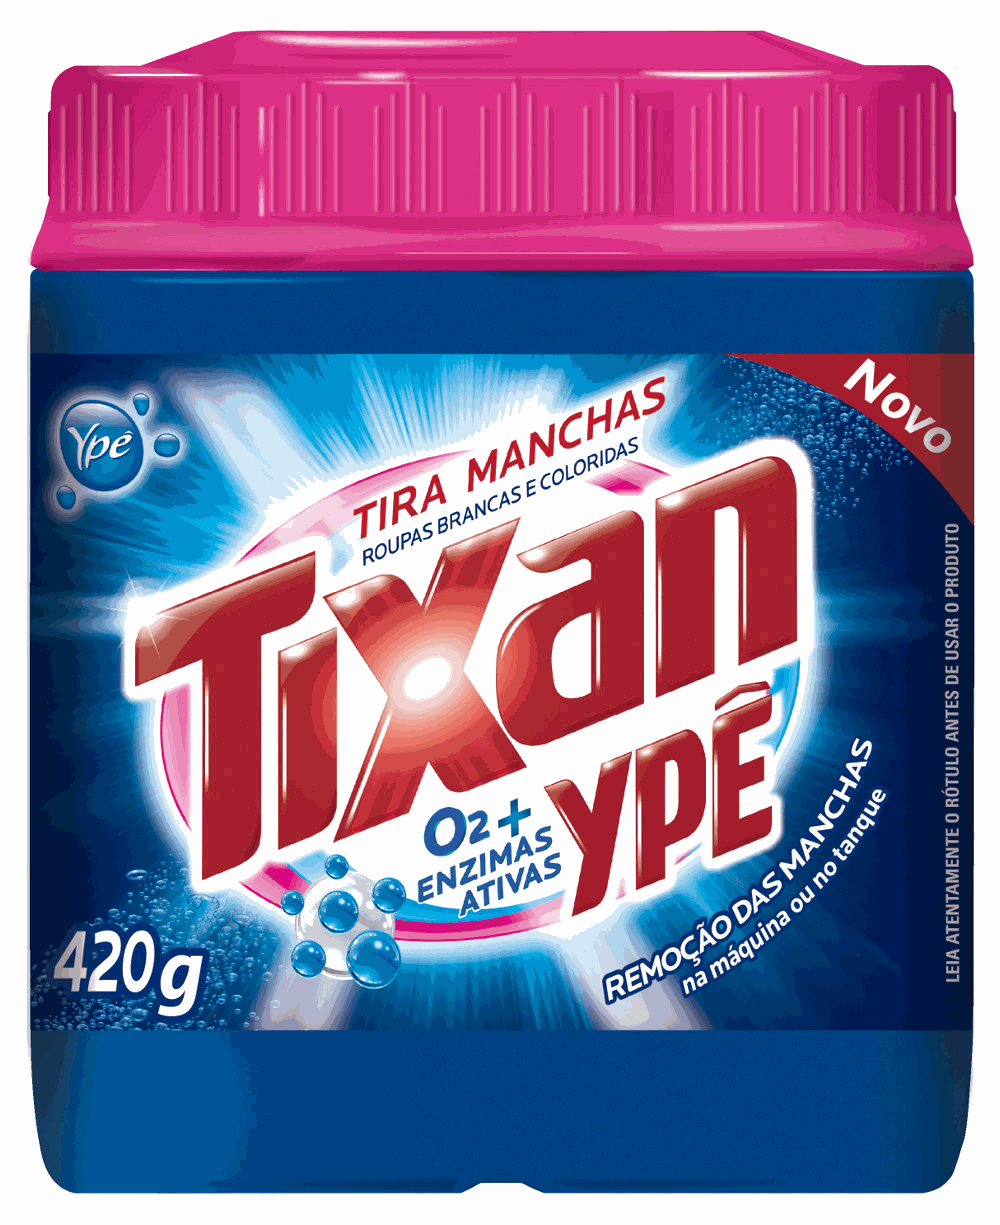 Novo
Ypê
TIRA MANCHAS
ROUPAS BRANCAS E COLORIDAS
Tixan
YPÊ
O2+
ENZIMAS
ATIVAS
REMOÇÃO DAS MANCHAS
na máquina ou no tanque
420g
LEIA ATENTAMENTE O RÓTULO ANTES DE USAR O PRODUTO